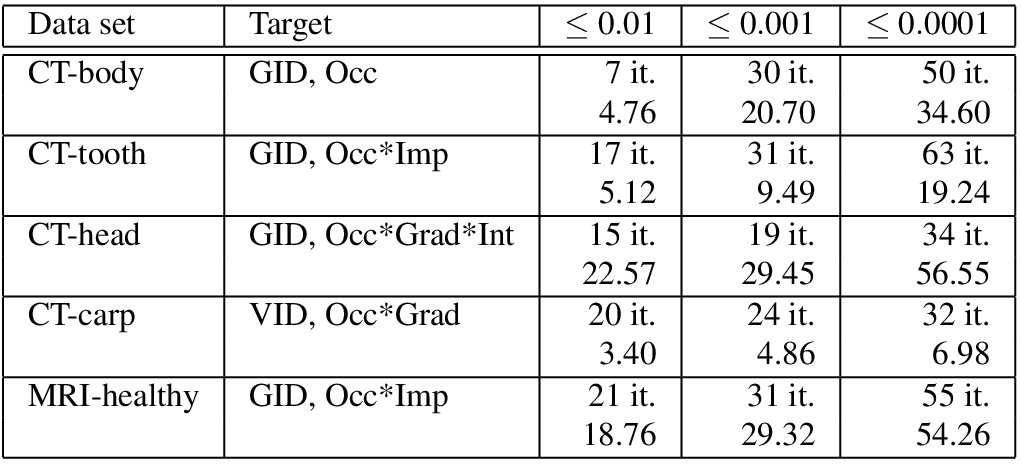 Data set Target ≤ 0.01 ≤ 0.001 ≤ 0.0001
CT-body GID, Occ 7 it. 30 it. 50 it.
4.76 20.70 34.60
CT-tooth GID, Occ*Imp 17 it. 31 it. 63 it.
5.12 9.49 19.24
CT-head GID, Occ*Grad*Int 15 it. 19 it. 34 it.
22.57 29.45 56.55
CT-carp VID, Occ*Grad 20 it. 24 it. 32 it.
3.40 4.86 6.98
MRI-healthy GID, Occ*Imp 21 it. 31 it. 55 it.
18.76 29.32 54.26